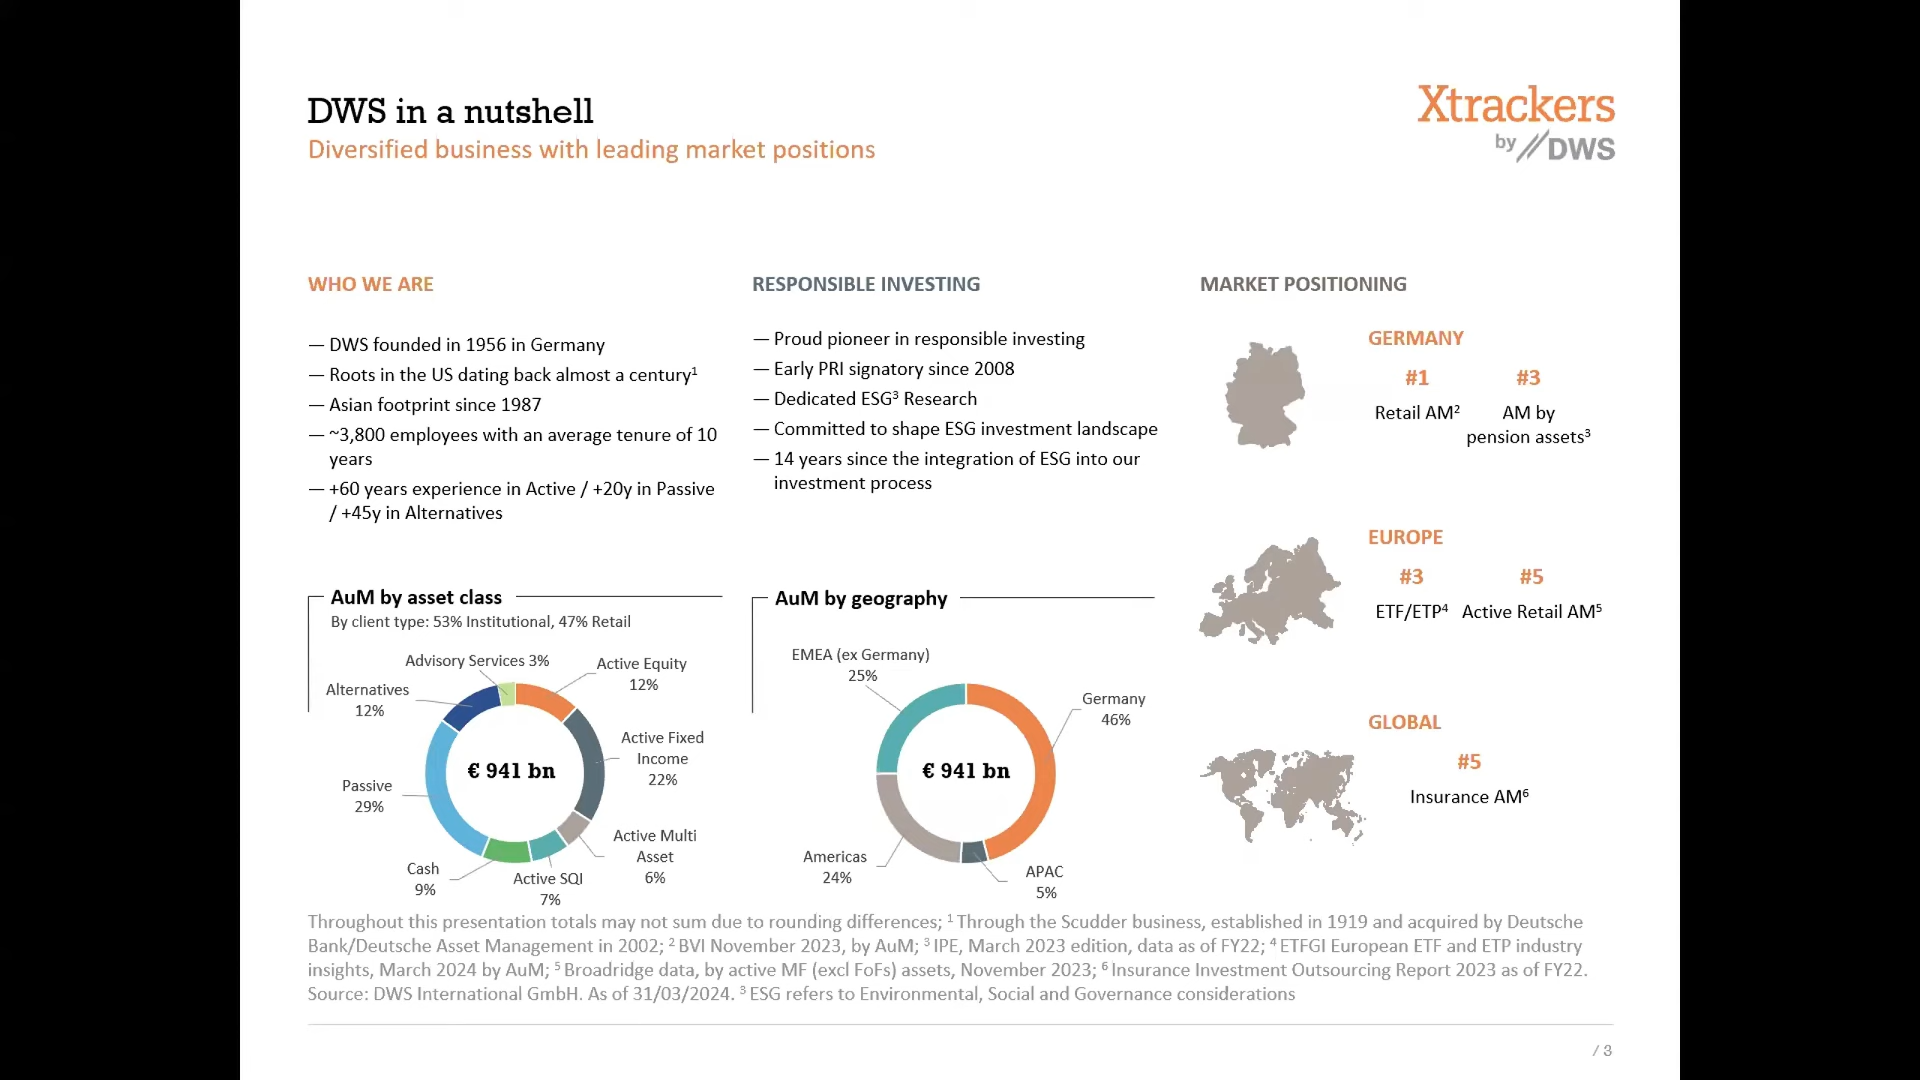 DWS in a nutshell
Diversified business with leading market positions
Xtrackers
by DWS
WHO WE ARE
— DWS founded in 1956 in Germany
— Roots in the US dating back almost a century¹
— Asian footprint since 1987
— ~3,800 employees with an average tenure of 10
years
— +60 years experience in Active / +20y in Passive
/ +45y in Alternatives
RESPONSIBLE INVESTING
— Proud pioneer in responsible investing
— Early PRI signatory since 2008
— Dedicated ESG³ Research
— Committed to shape ESG investment landscape
— 14 years since the integration of ESG into our
investment process
MARKET POSITIONING
GERMANY
#1
Retail AM²
#3
AM by
pension assets³
EUROPE
#3
ETF/ETP⁴
#5
Active Retail AM⁵
GLOBAL
#5
Insurance AM⁶
AuM by asset class
By client type: 53% Institutional, 47% Retail
Advisory Services 3%
Active Equity
12%
Alternatives
12%
Active Fixed
Income
22%
€ 941 bn
Passive
29%
Active Multi
Asset
6%
Cash
9%
Active SQI
7%
AuM by geography
EMEA (ex Germany)
25%
Germany
46%
€ 941 bn
Americas
24%
APAC
5%
Throughout this presentation totals may not sum due to rounding differences; ¹ Through the Scudder business, established in 1919 and acquired by Deutsche
Bank/Deutsche Asset Management in 2002; ² BVI November 2023, by AuM; ³ IPE, March 2023 edition, data as of FY22; ⁴ ETFGI European ETF and ETP industry
insights, March 2024 by AuM; ⁵ Broadridge data, by active MF (excl FoFs) assets, November 2023; ⁶ Insurance Investment Outsourcing Report 2023 as of FY22.
Source: DWS International GmbH. As of 31/03/2024. ³ ESG refers to Environmental, Social and Governance considerations
/ 3